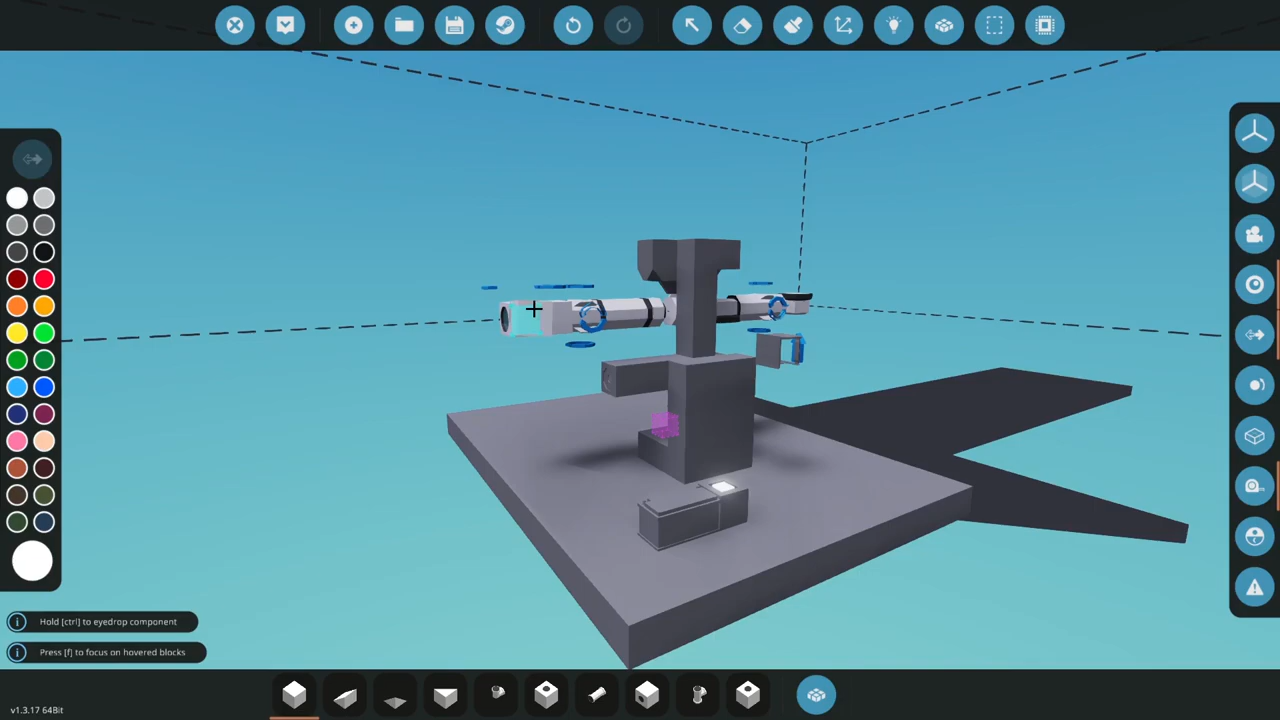 Hold [ctrl] to eyedrop component
Press [f] to focus on hovered blocks
v1.3.17 64Bit